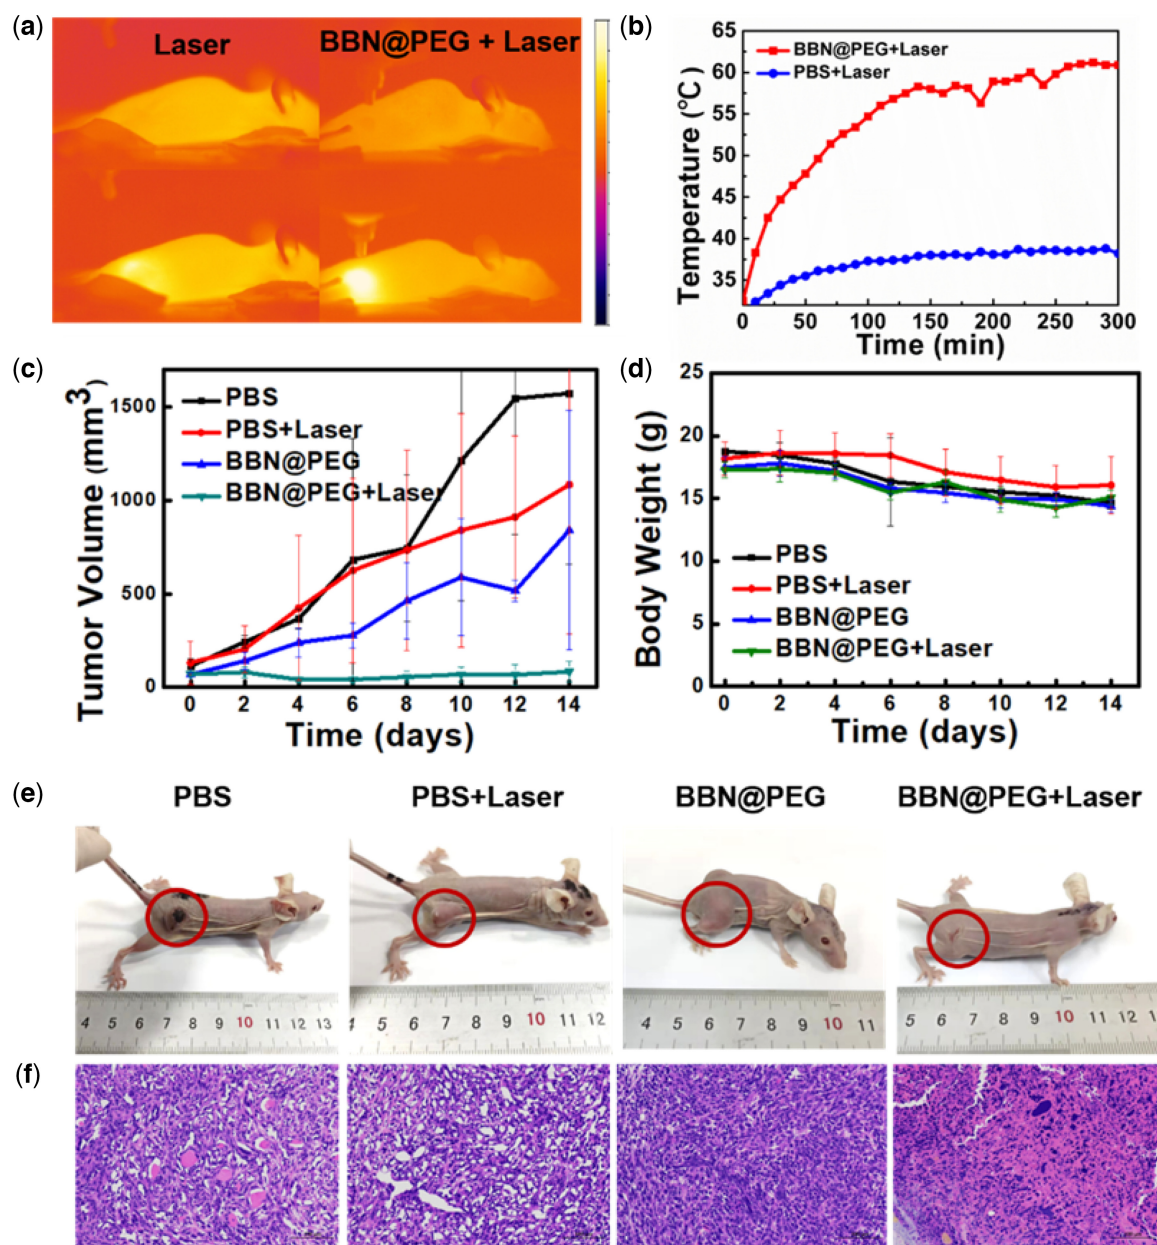 (a)
Laser
BBN@PEG + Laser
(b)
65
60
55
50
45
40
35
Temperature (°C)
BBN@PEG+Laser
PBS+Laser
0 50 100 150 200 250 300
Time (min)
(c)
1500
1000
500
0
Tumor Volume (mm³)
PBS
PBS+Laser
BBN@PEG
BBN@PEG+Laser
0 2 4 6 8 10 12 14
Time (days)
(d)
25
20
15
10
5
0
Body Weight (g)
PBS
PBS+Laser
BBN@PEG
BBN@PEG+Laser
0 2 4 6 8 10 12 14
Time (days)
(e)
PBS
PBS+Laser
BBN@PEG
BBN@PEG+Laser
4 5 6 7 8 9 10 11 12 13
4 5 6 7 8 9 10 11 12
4 5 6 7 8 9 10 11
5 6 7 8 9 10 11 12 1
(f)